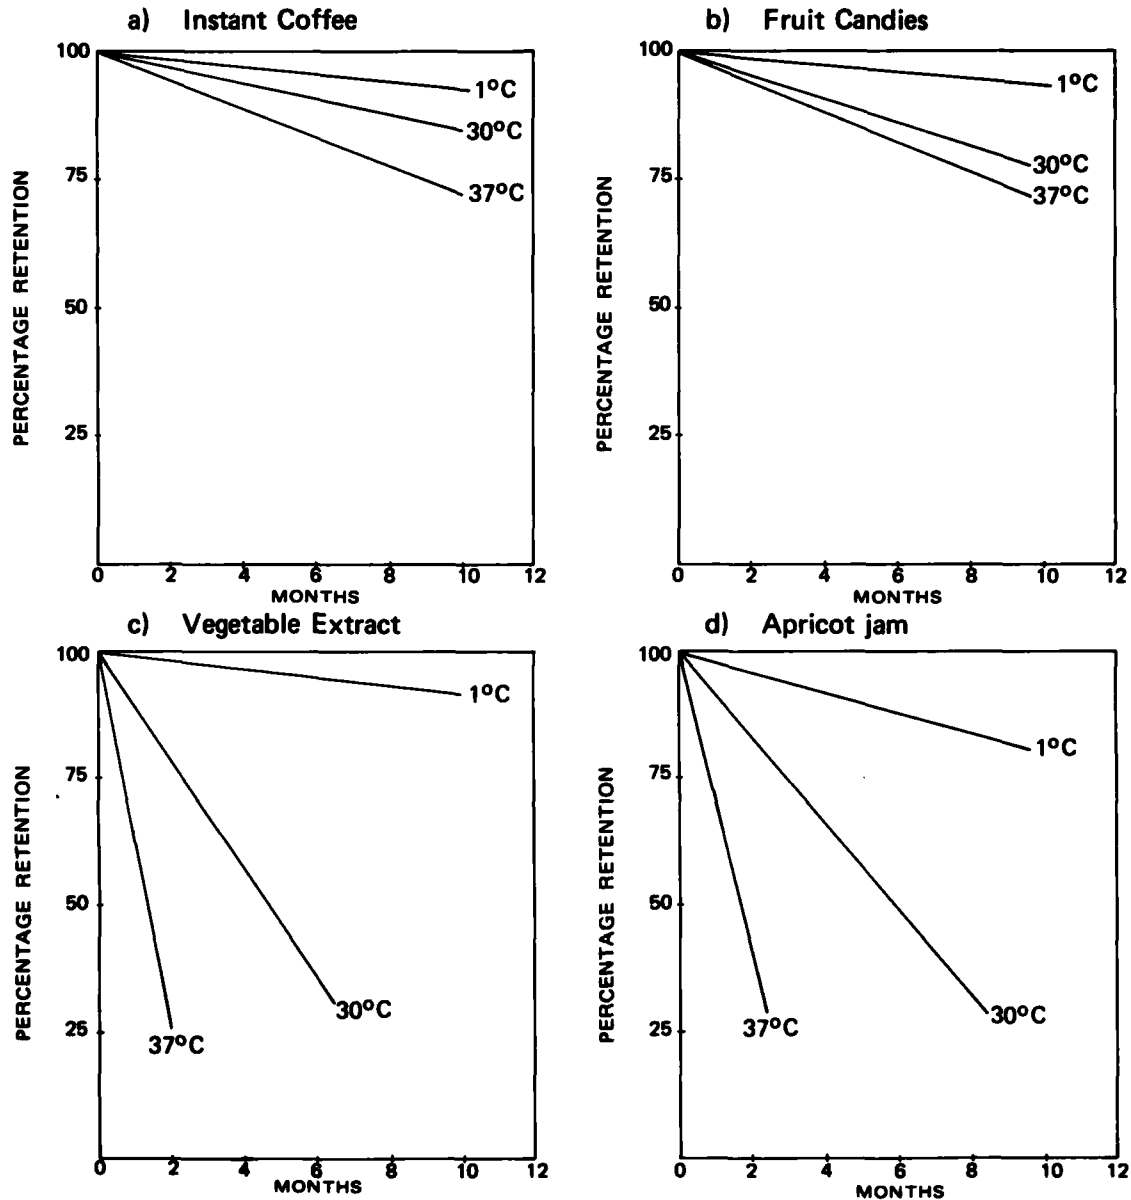 a) Instant Coffee
100
75
50
25
PERCENTAGE RETENTION
1°C
30°C
37°C
0 2 4 6 8 10 12
MONTHS
b) Fruit Candies
100
75
50
25
PERCENTAGE RETENTION
1°C
30°C
37°C
0 2 4 6 8 10 12
MONTHS
c) Vegetable Extract
100
75
50
25
PERCENTAGE RETENTION
1°C
30°C
37°C
0 2 4 6 8 10 12
MONTHS
d) Apricot jam
100
75
50
25
PERCENTAGE RETENTION
1°C
30°C
37°C
0 2 4 6 8 10 12
MONTHS